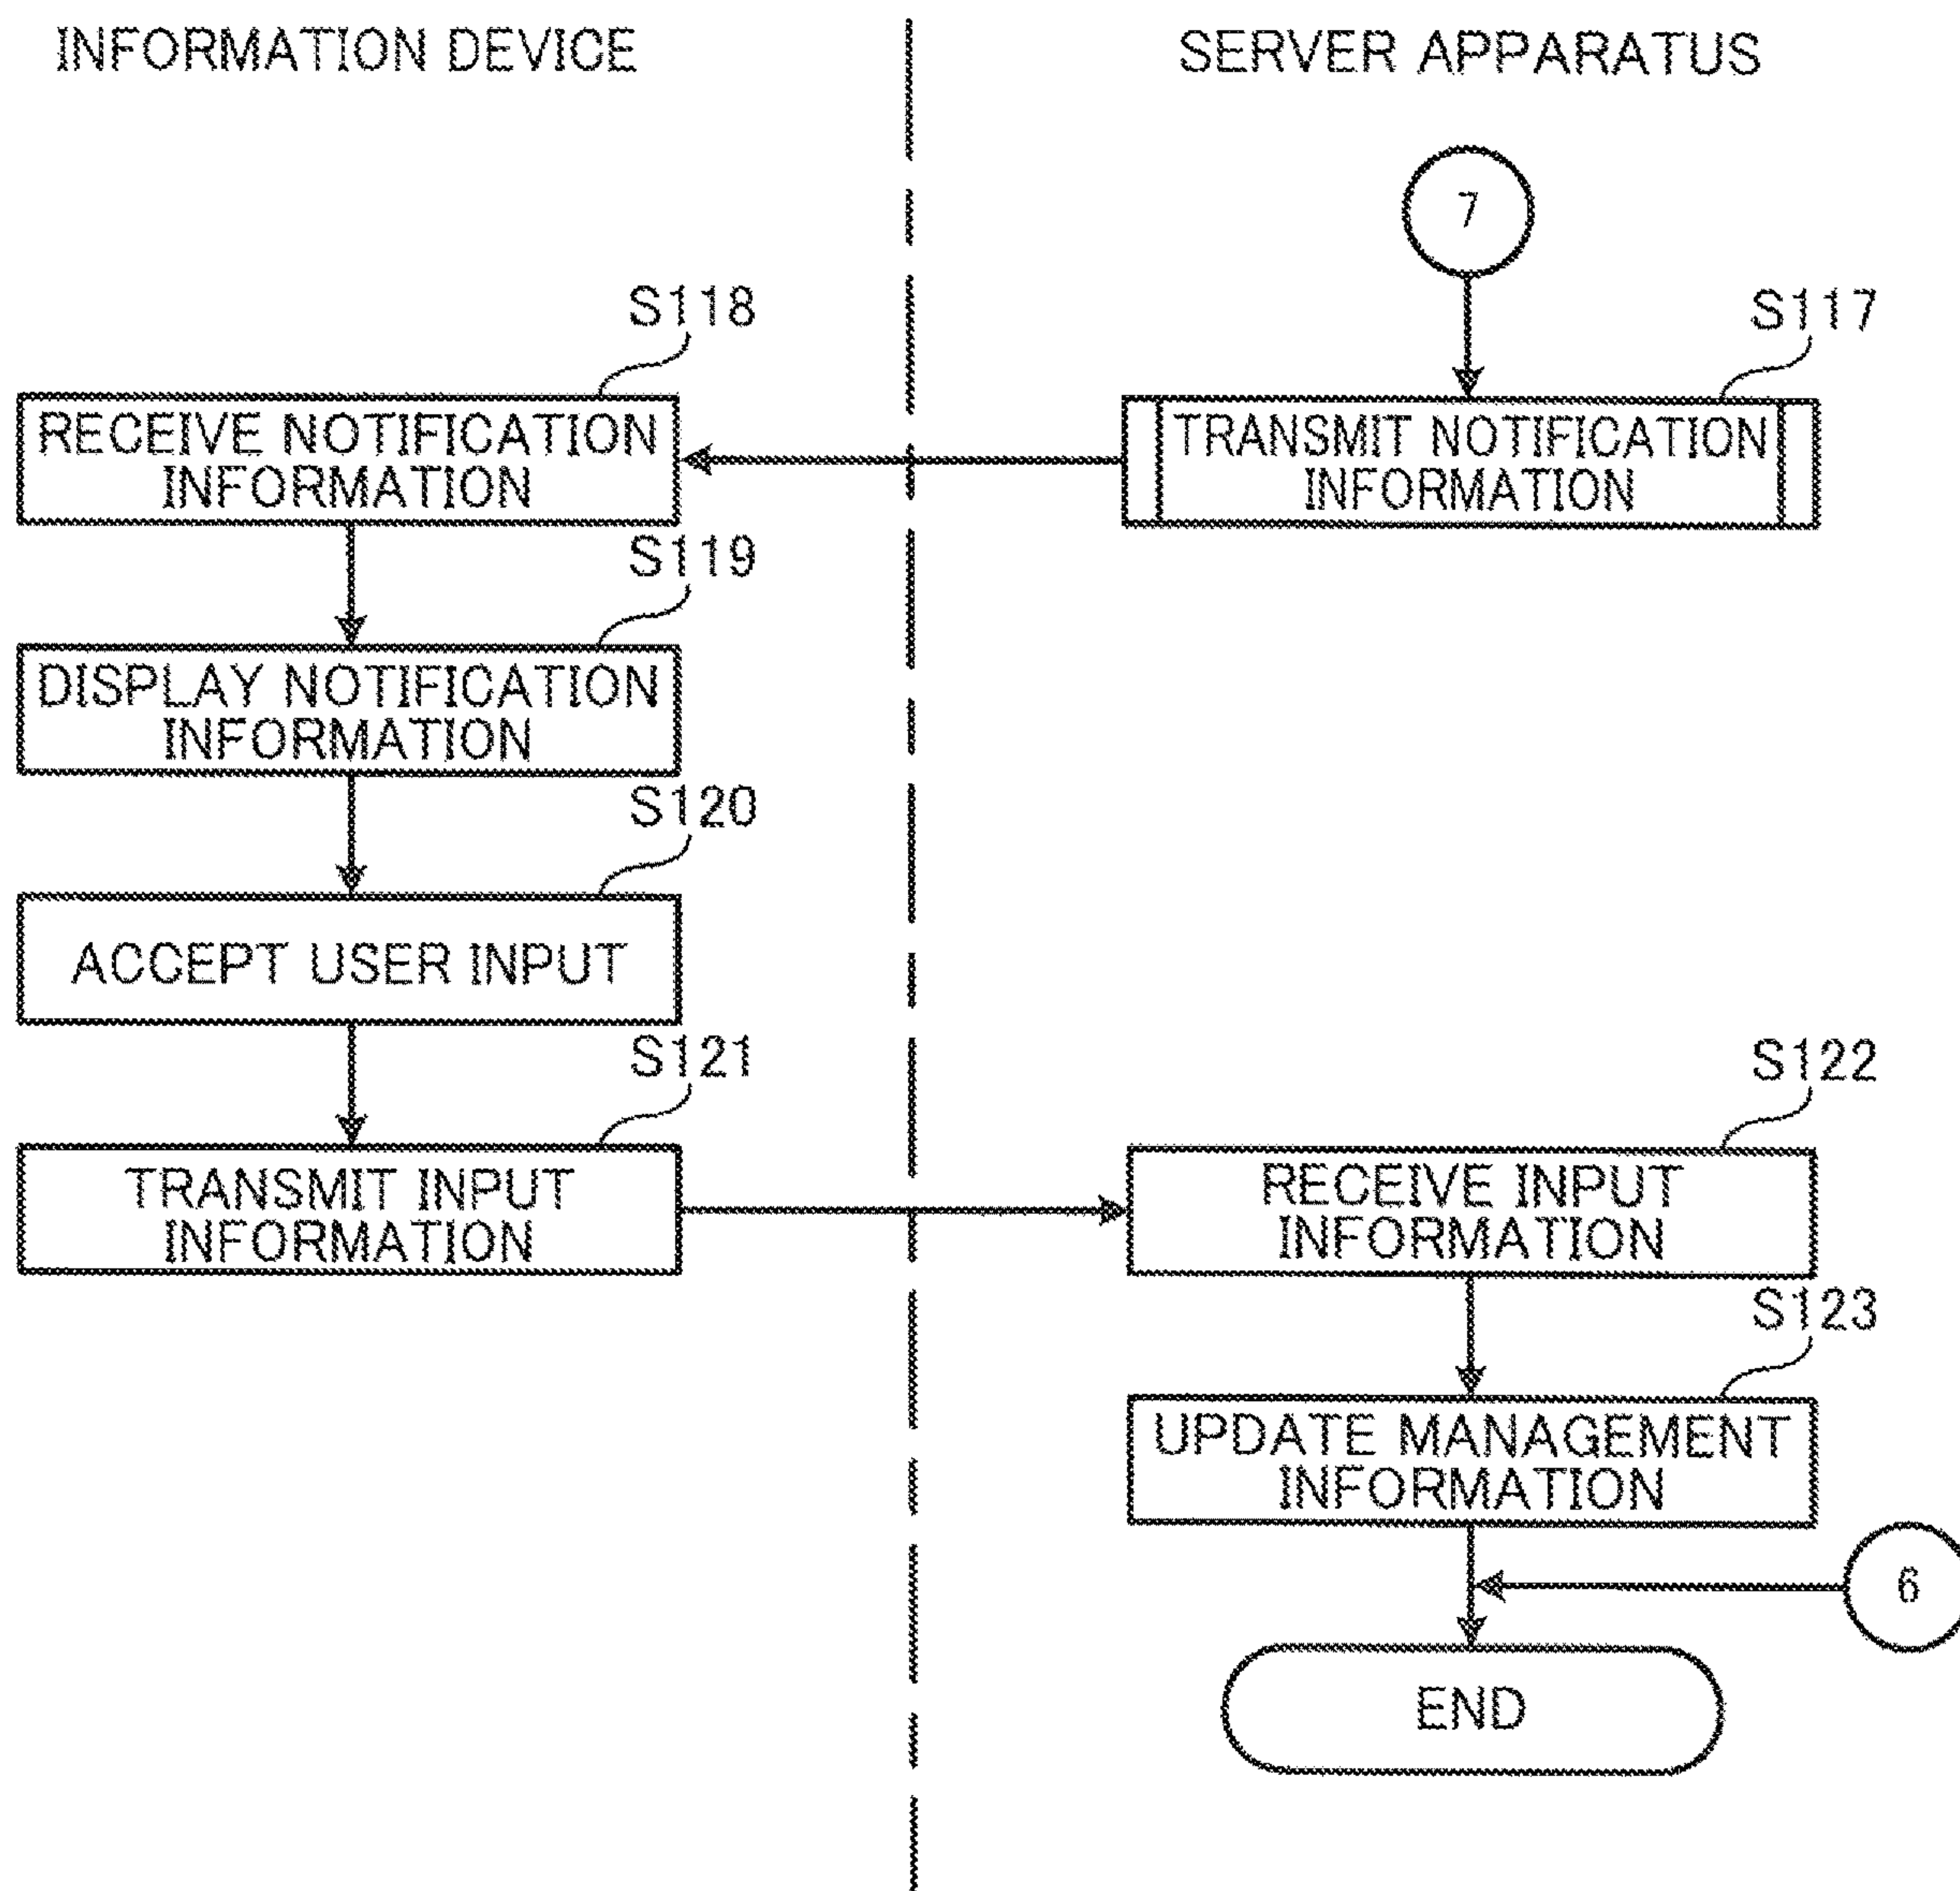 INFORMATION DEVICE
SERVER APPARATUS
7
S117
TRANSMIT NOTIFICATION
INFORMATION
S118
RECEIVE NOTIFICATION
INFORMATION
S119
DISPLAY NOTIFICATION
INFORMATION
S120
ACCEPT USER INPUT
S121
TRANSMIT INPUT
INFORMATION
S122
RECEIVE INPUT
INFORMATION
S123
UPDATE MANAGEMENT
INFORMATION
6
END